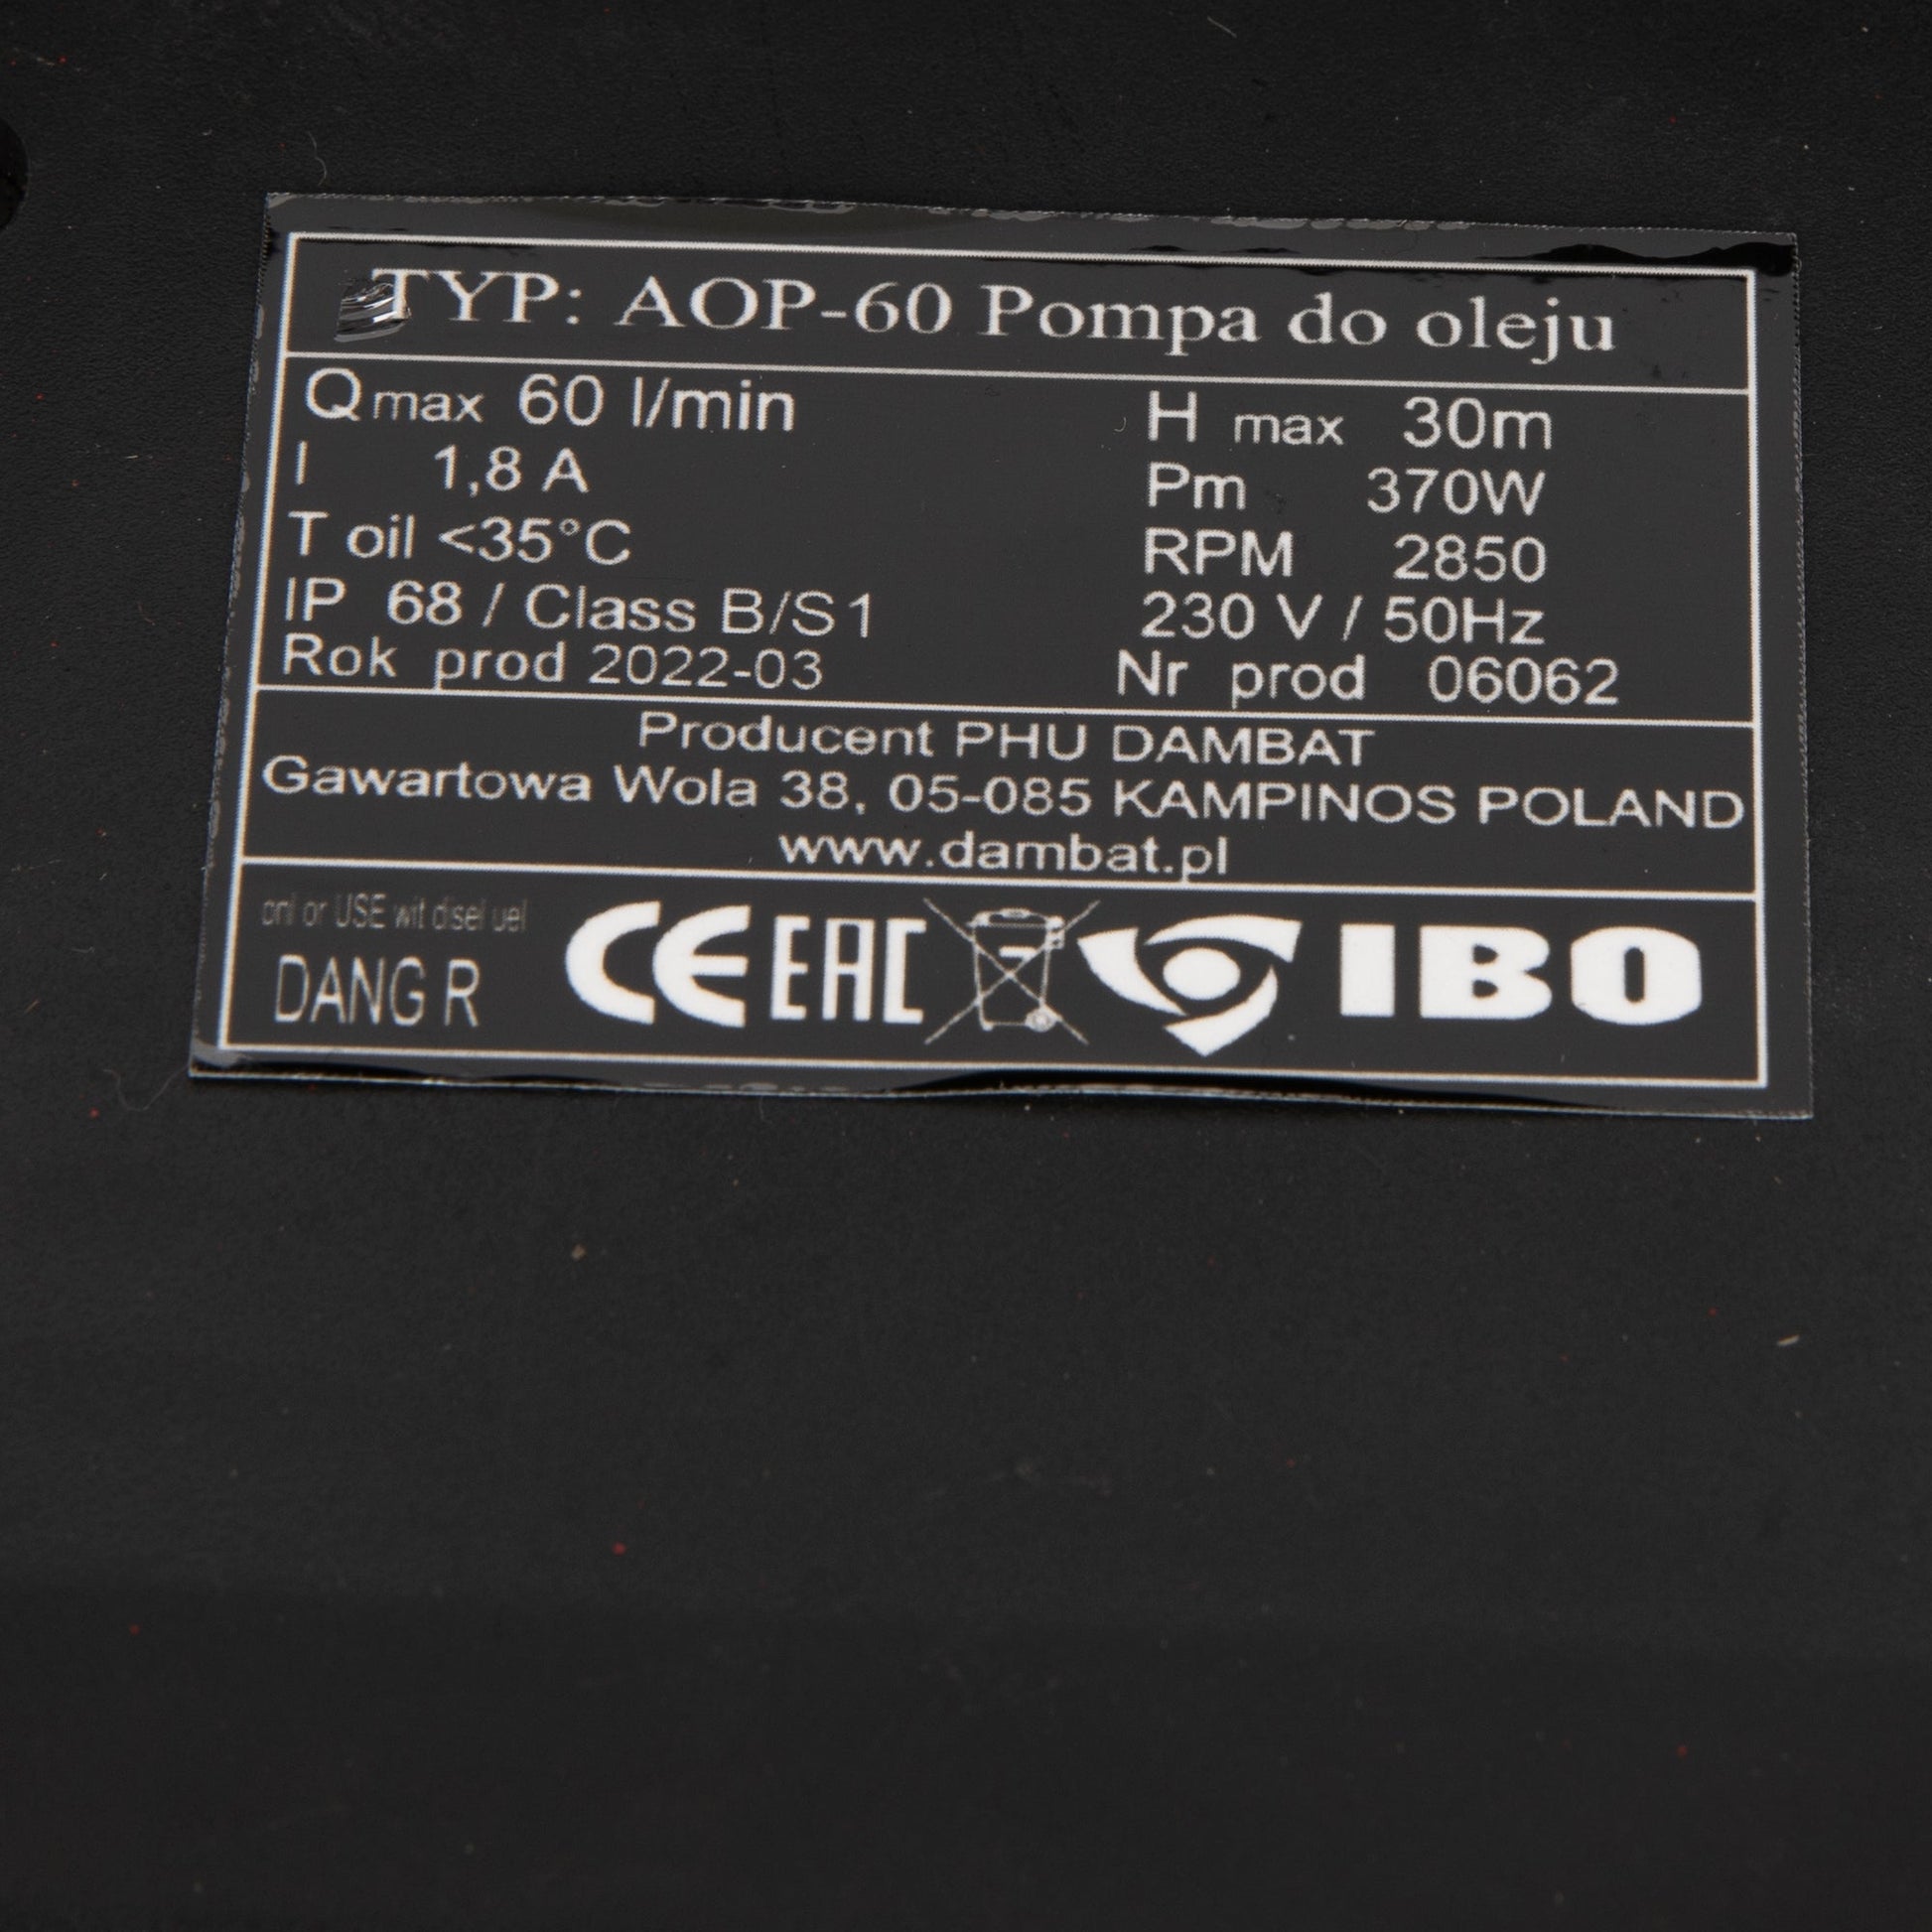 TYP: AOP-60 Pompa do oleju
Qmax 60 l/min H max 30m
I 1,8 A Pm 370W
T oil <35°C RPM 2850
IP 68 / Class B/S1 230 V / 50Hz
Rok prod 2022-03 Nr prod 06062
Producent PHU DAMBAT
Gawartowa Wola 38, 05-085 KAMPINOS POLAND
www.dambat.pl
onl or USE wit disel uel
DANG R
CE EAC IBO